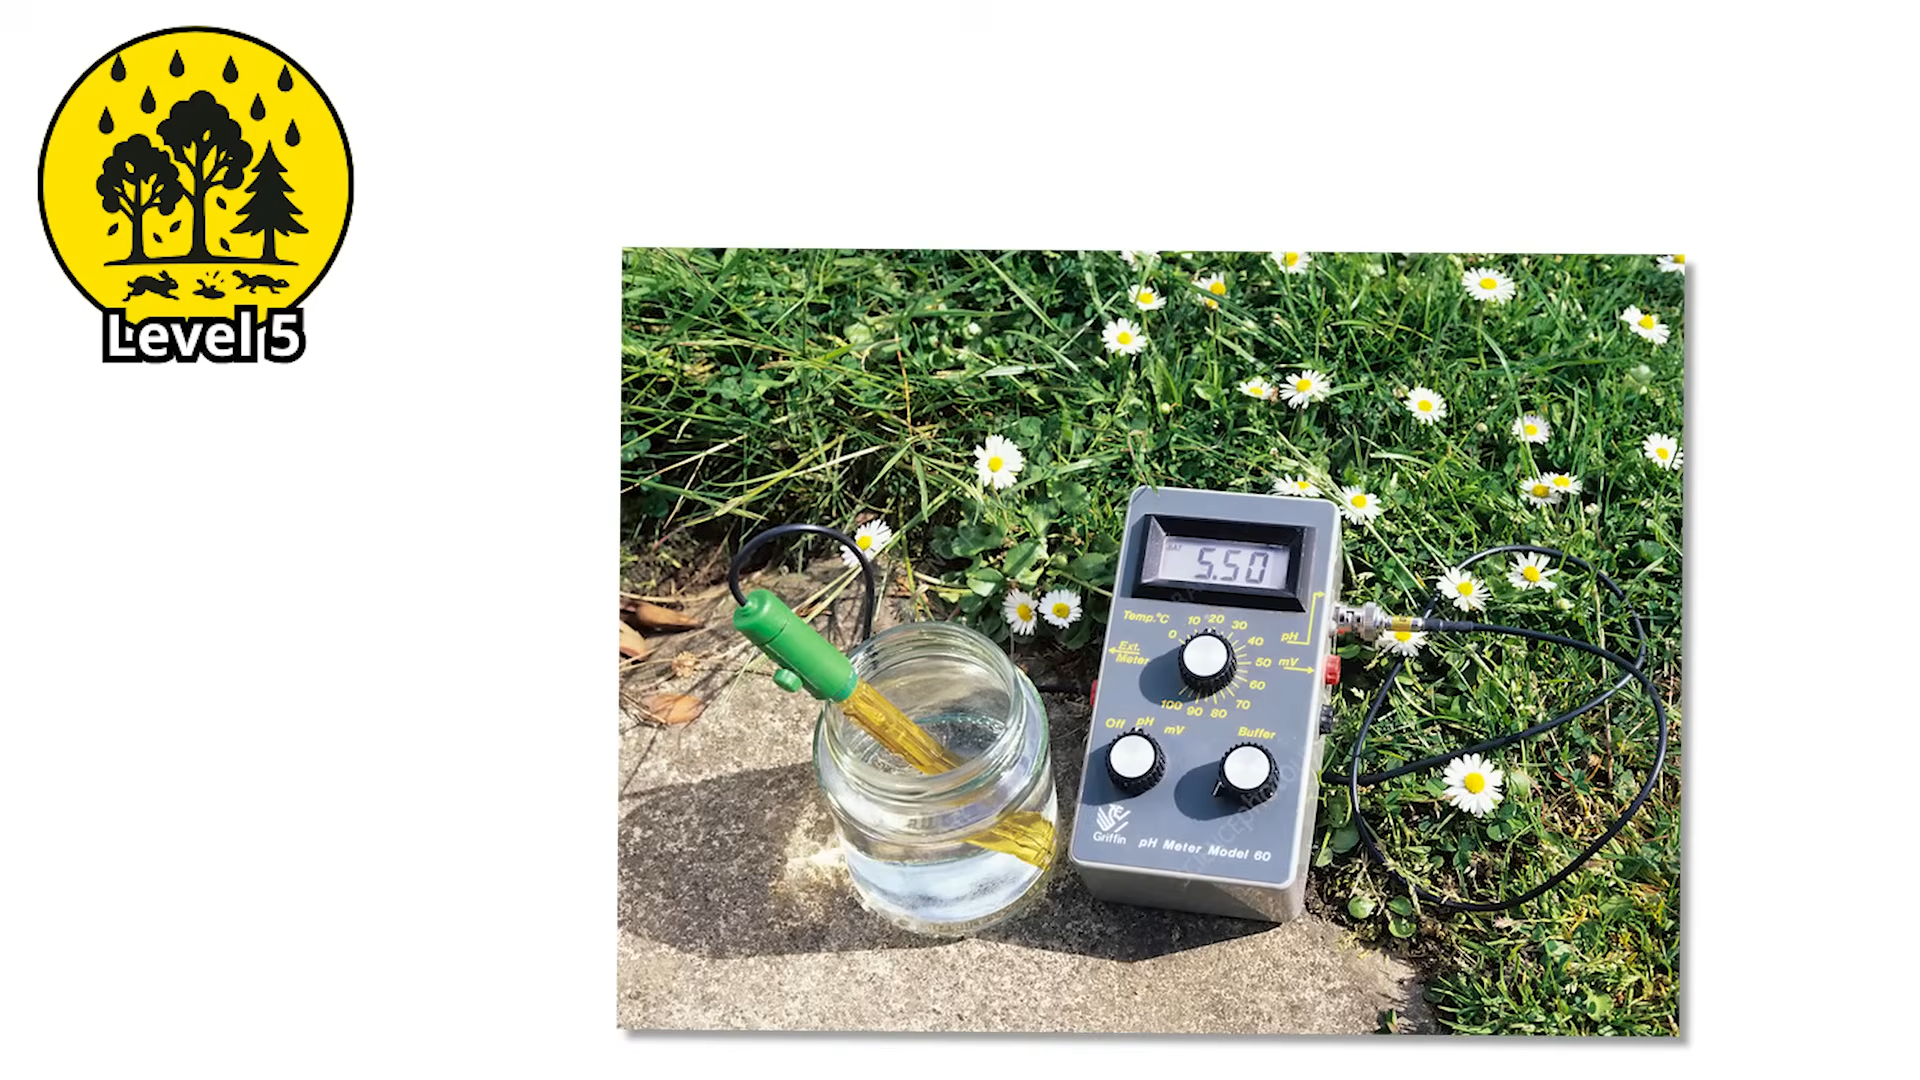 Level 5
5.50
Temp.°C
0 10 20 30 40 50 60 70 80 90 100
Ext.
Meter
pH
mV
Off pH mV
Buffer
Griffin
pH Meter Model 60